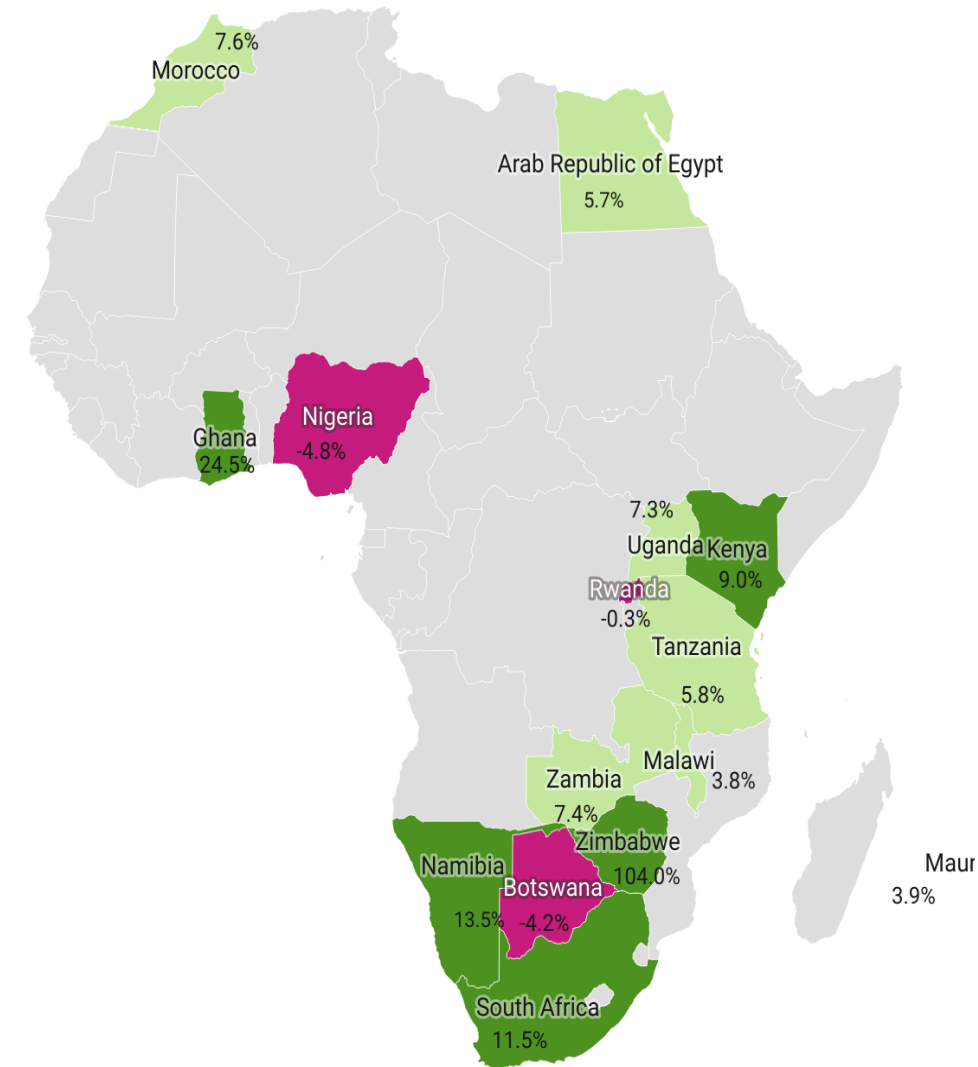 7.6%
Morocco
Arab Republic of Egypt
5.7%
Nigeria
-4.8%
Ghana
24.5%
7.3%
Uganda
Kenya
9.0%
Rwanda
-0.3%
Tanzania
5.8%
Malawi
3.8%
Zambia
7.4%
Zimbabwe
104.0%
Namibia
13.5%
Botswana
-4.2%
Maur
3.9%
South Africa
11.5%